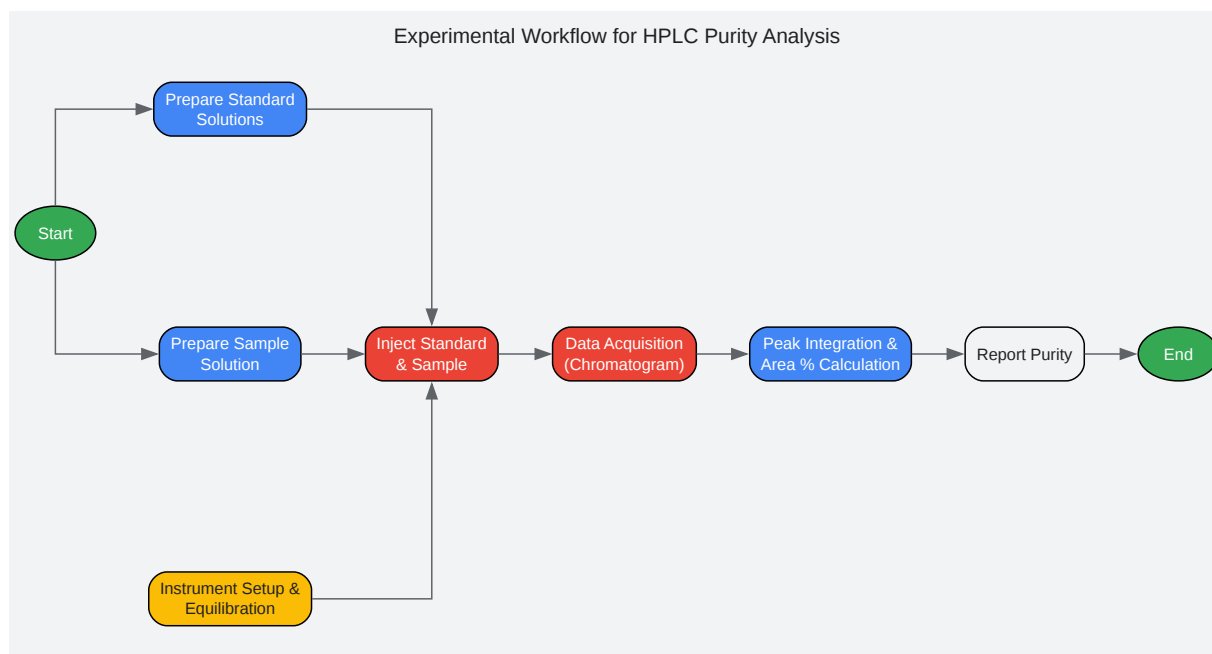 Experimental Workflow for HPLC Purity Analysis
Prepare Standard
Solutions
Start
Prepare Sample
Solution
Inject Standard
& Sample
Data Acquisition
(Chromatogram)
Peak Integration &
Area % Calculation
Report Purity
End
Instrument Setup &
Equilibration